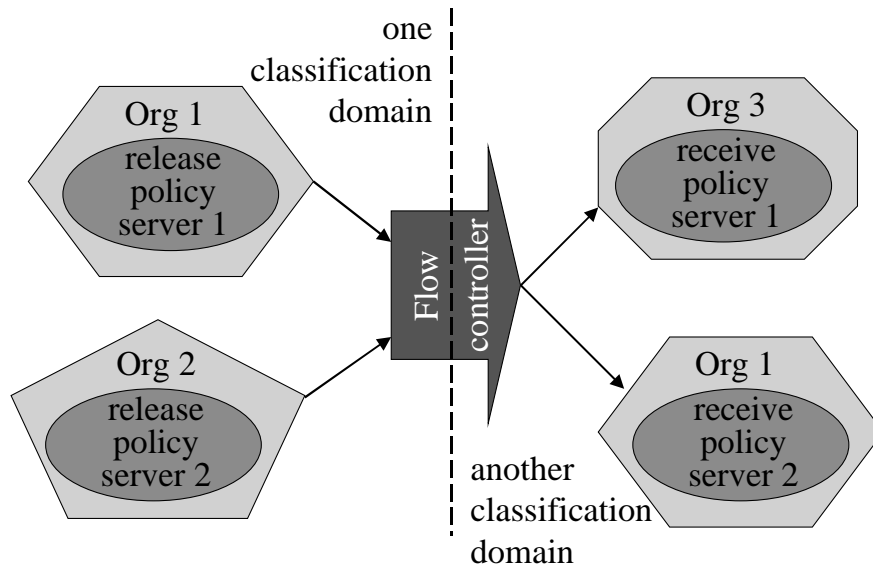 one
classification
domain
Org 1
release
policy
server 1
Org 3
receive
policy
server 1
Flow
controller
Org 2
release
policy
server 2
Org 1
receive
policy
server 2
another
classification
domain